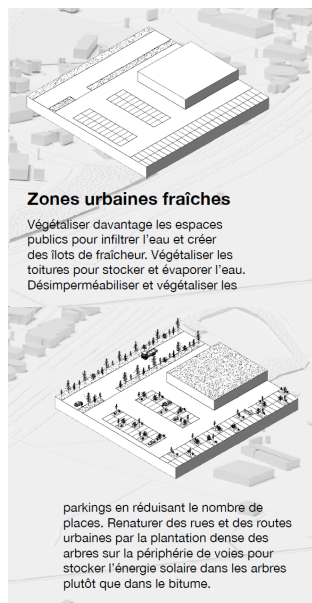 Zones urbaines fraîches
Végétaliser davantage les espaces
publics pour infiltrer l'eau et créer
des îlots de fraîcheur. Végétaliser les
toitures pour stocker et évaporer l'eau.
Désimperméabiliser et végétaliser les
parkings en réduisant le nombre de
places. Renaturer des rues et des routes
urbaines par la plantation dense des
arbres sur la périphérie de voies pour
stocker l'énergie solaire dans les arbres
plutôt que dans le bitume.